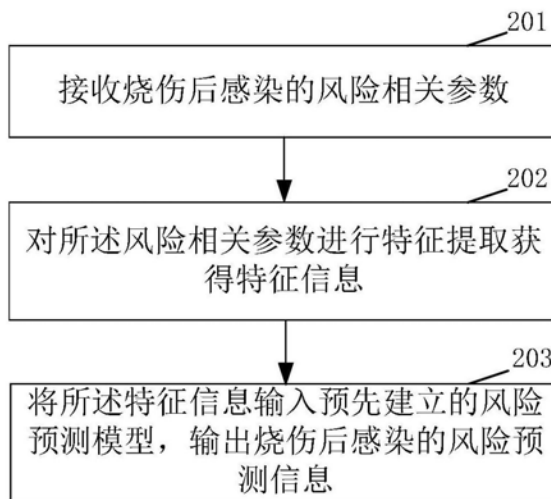 201
接收烧伤后感染的风险相关参数
202
对所述风险相关参数进行特征提取获
得特征信息
203
将所述特征信息输入预先建立的风险
预测模型，输出烧伤后感染的风险预
测信息